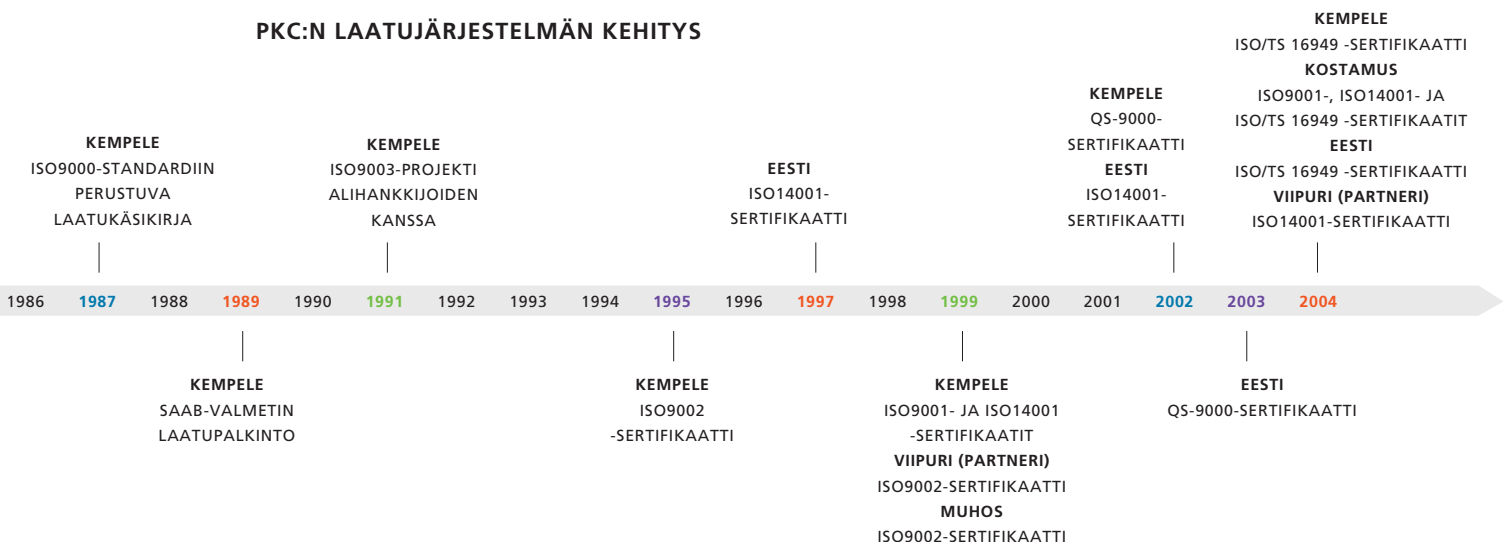 PKC:N LAATUJÄRJESTELMÄN KEHITYS
KEMPELE
ISO9000-STANDARDIIN
PERUSTUVA
LAATUKÄSIKIRJA
KEMPELE
ISO9003-PROJEKTI
ALIHANKKIJOIDEN
KANSSA
EESTI
ISO14001-
SERTIFIKAATTI
KEMPELE
QS-9000-
SERTIFIKAATTI
EESTI
ISO14001-
SERTIFIKAATTI
KEMPELE
ISO/TS 16949 -SERTIFIKAATTI
KOSTAMUS
ISO9001-, ISO14001- JA
ISO/TS 16949 -SERTIFIKAATIT
EESTI
ISO/TS 16949 -SERTIFIKAATTI
VIIPURI (PARTNERI)
ISO14001-SERTIFIKAATTI
1986 1987 1988 1989 1990 1991 1992 1993 1994 1995 1996 1997 1998 1999 2000 2001 2002 2003 2004
KEMPELE
SAAB-VALMETIN
LAATUPALKINTO
KEMPELE
ISO9002
-SERTIFIKAATTI
KEMPELE
ISO9001- JA ISO14001
-SERTIFIKAATIT
VIIPURI (PARTNERI)
ISO9002-SERTIFIKAATTI
MUHOS
ISO9002-SERTIFIKAATTI
EESTI
QS-9000-SERTIFIKAATTI